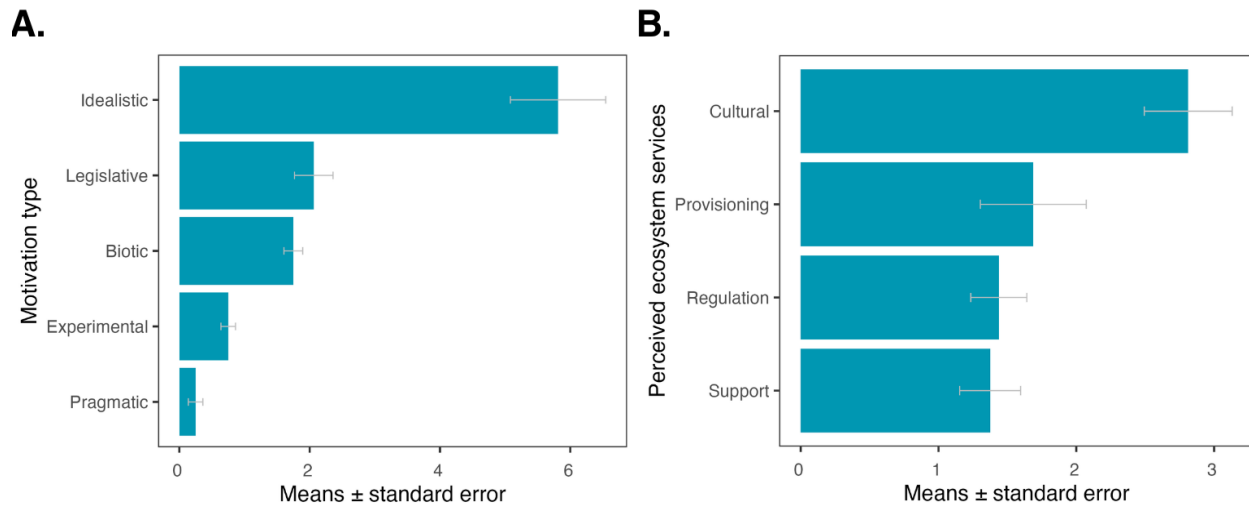 A.
Motivation type
Idealistic
Legislative
Biotic
Experimental
Pragmatic
0 2 4 6
Means ± standard error
B.
Perceived ecosystem services
Cultural
Provisioning
Regulation
Support
0 1 2 3
Means ± standard error